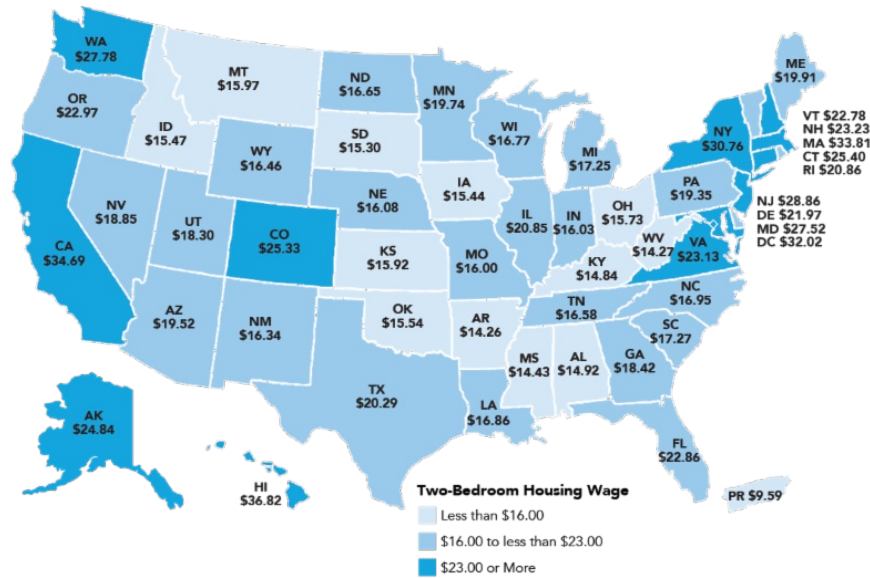 WA
$27.78
OR
$22.97
CA
$34.69
ID
$15.47
NV
$18.85
MT
$15.97
WY
$16.46
UT
$18.30
AZ
$19.52
CO
$25.33
NM
$16.34
ND
$16.65
SD
$15.30
NE
$16.08
KS
$15.92
OK
$15.54
TX
$20.29
MN
$19.74
IA
$15.44
MO
$16.00
AR
$14.26
LA
$16.86
WI
$16.77
IL
$20.85
MI
$17.25
IN
$16.03
OH
$15.73
KY
$14.84
TN
$16.58
MS
$14.43
AL
$14.92
GA
$18.42
FL
$22.86
SC
$17.27
NC
$16.95
VA
$23.13
WV
$14.27
PA
$19.35
NY
$30.76
ME
$19.91
VT $22.78
NH $23.23
MA $33.81
CT $25.40
RI $20.86
NJ $28.86
DE $21.97
MD $27.52
DC $32.02
AK
$24.84
HI
$36.82
PR $9.59
Two-Bedroom Housing Wage
Less than $16.00
$16.00 to less than $23.00
$23.00 or More